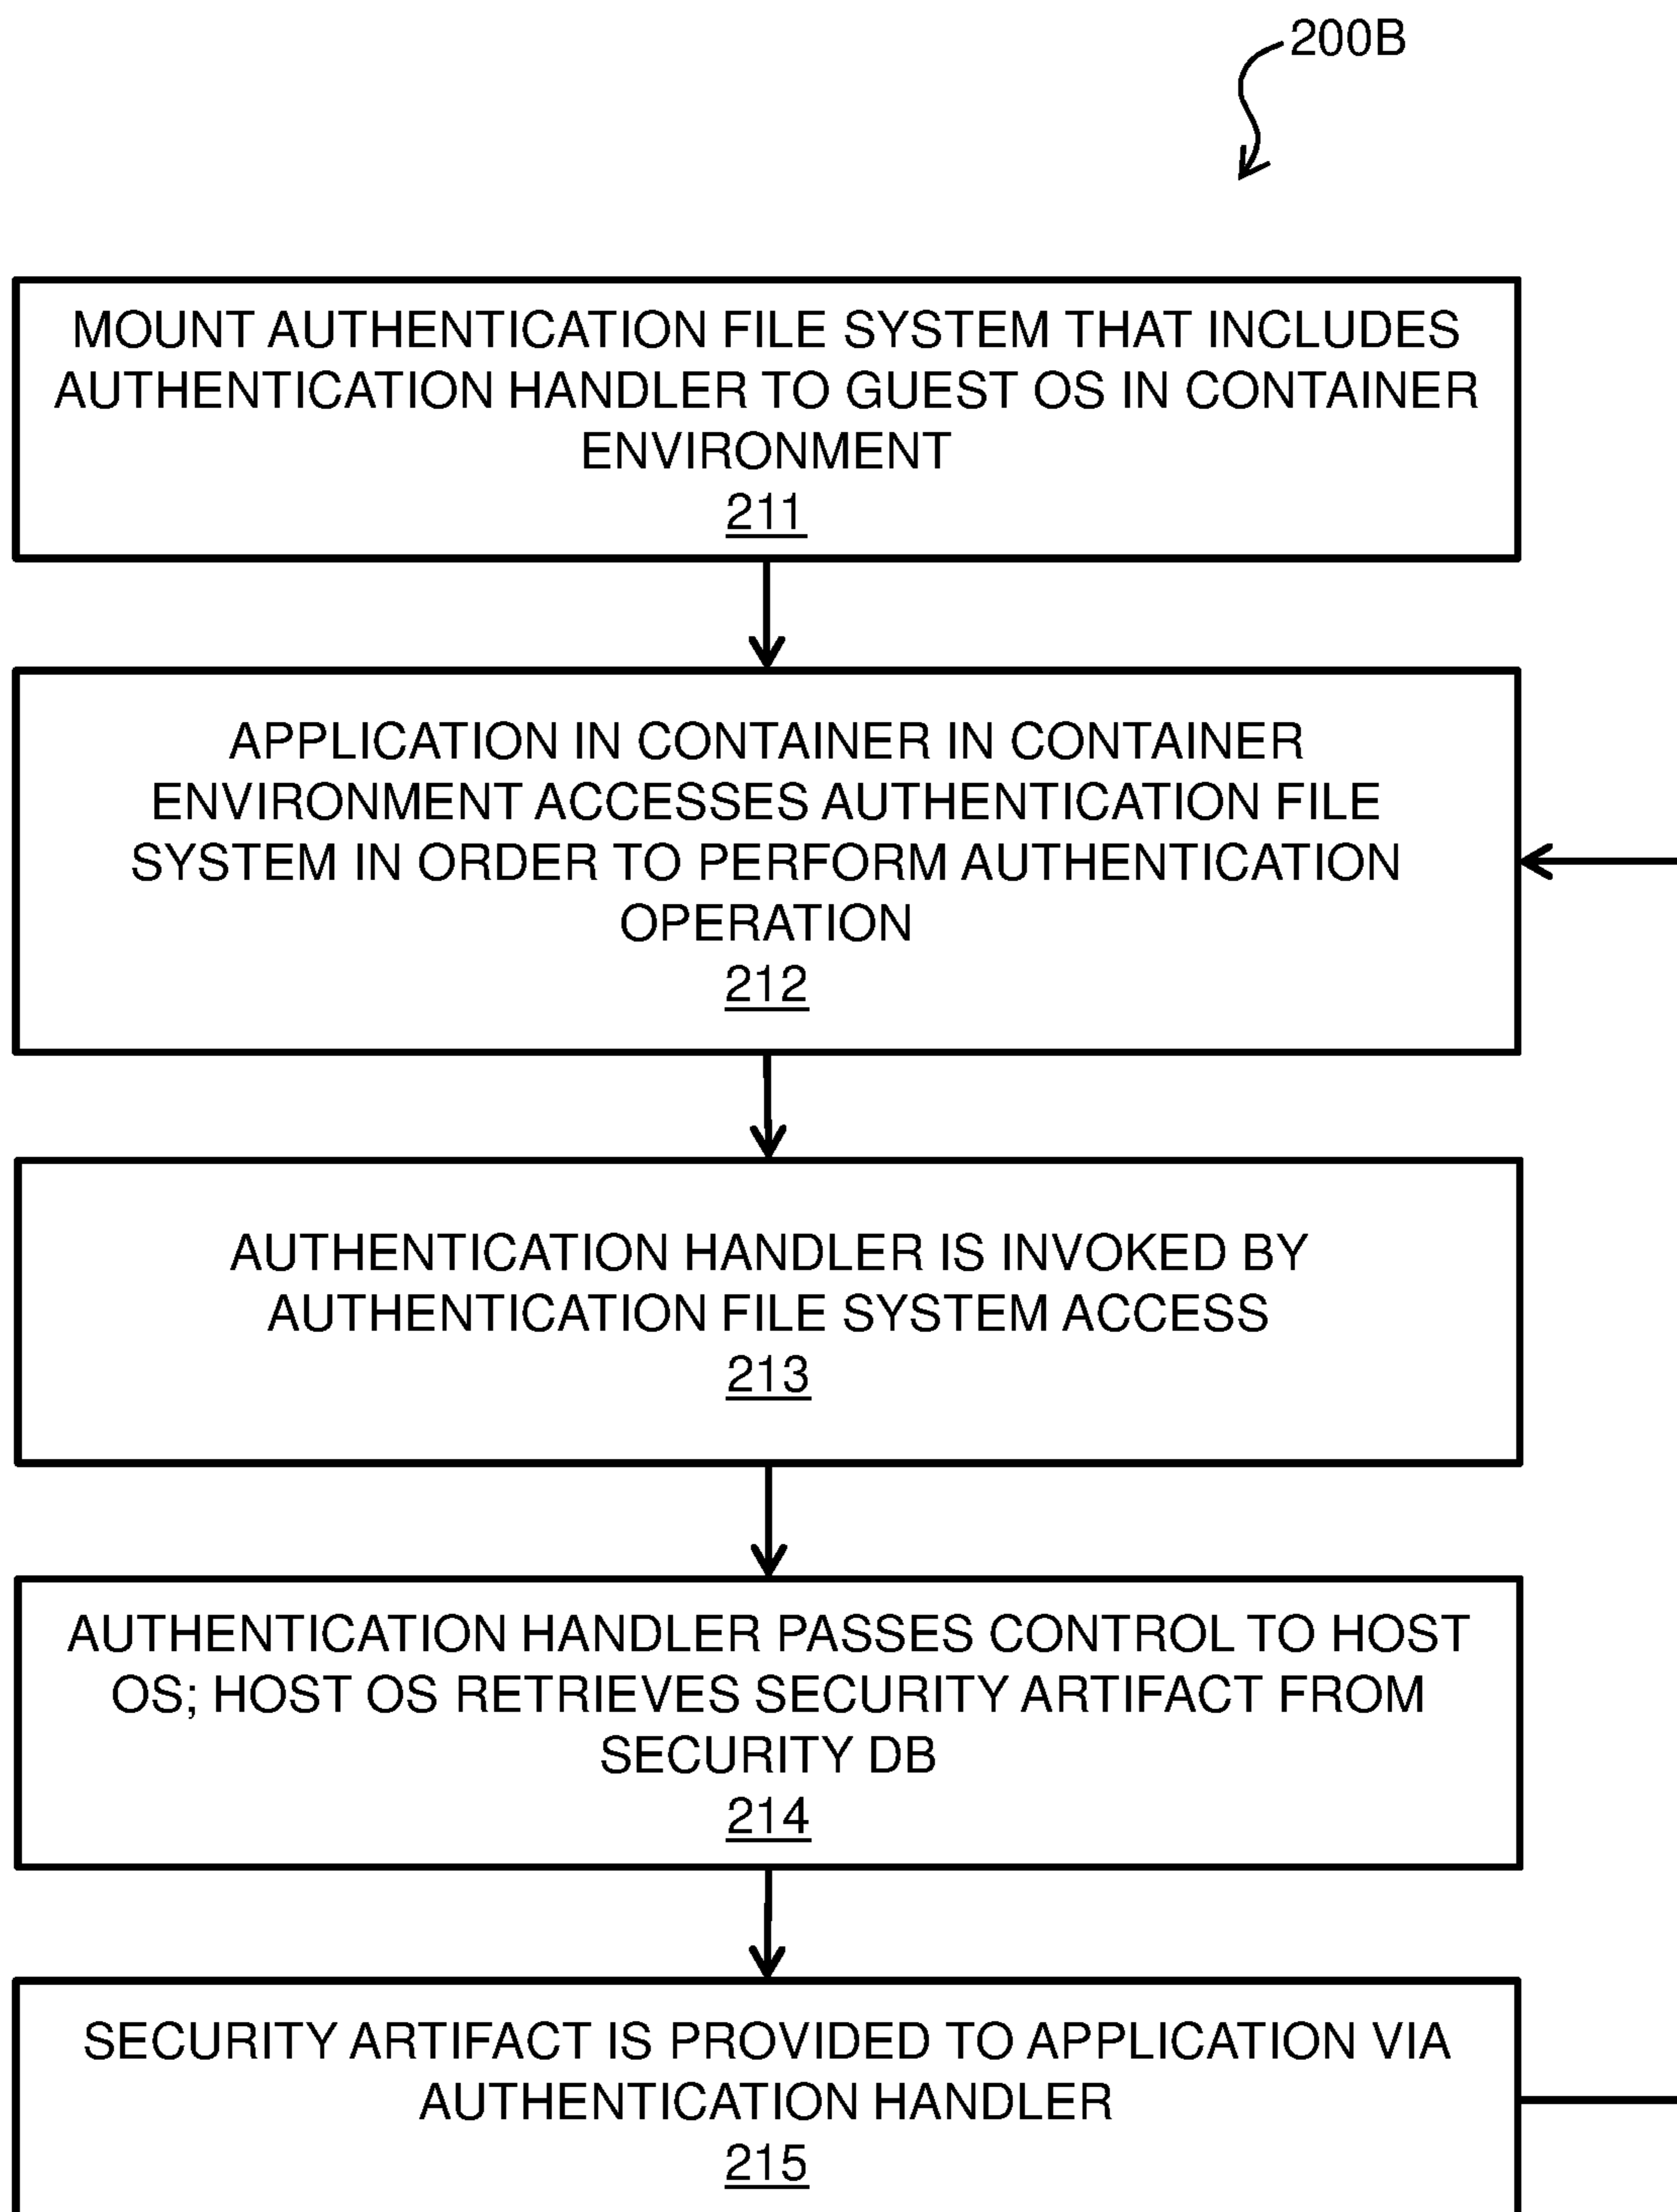 200B
MOUNT AUTHENTICATION FILE SYSTEM THAT INCLUDES
AUTHENTICATION HANDLER TO GUEST OS IN CONTAINER
ENVIRONMENT
211
APPLICATION IN CONTAINER IN CONTAINER
ENVIRONMENT ACCESSES AUTHENTICATION FILE
SYSTEM IN ORDER TO PERFORM AUTHENTICATION
OPERATION
212
AUTHENTICATION HANDLER IS INVOKED BY
AUTHENTICATION FILE SYSTEM ACCESS
213
AUTHENTICATION HANDLER PASSES CONTROL TO HOST
OS; HOST OS RETRIEVES SECURITY ARTIFACT FROM
SECURITY DB
214
SECURITY ARTIFACT IS PROVIDED TO APPLICATION VIA
AUTHENTICATION HANDLER
215